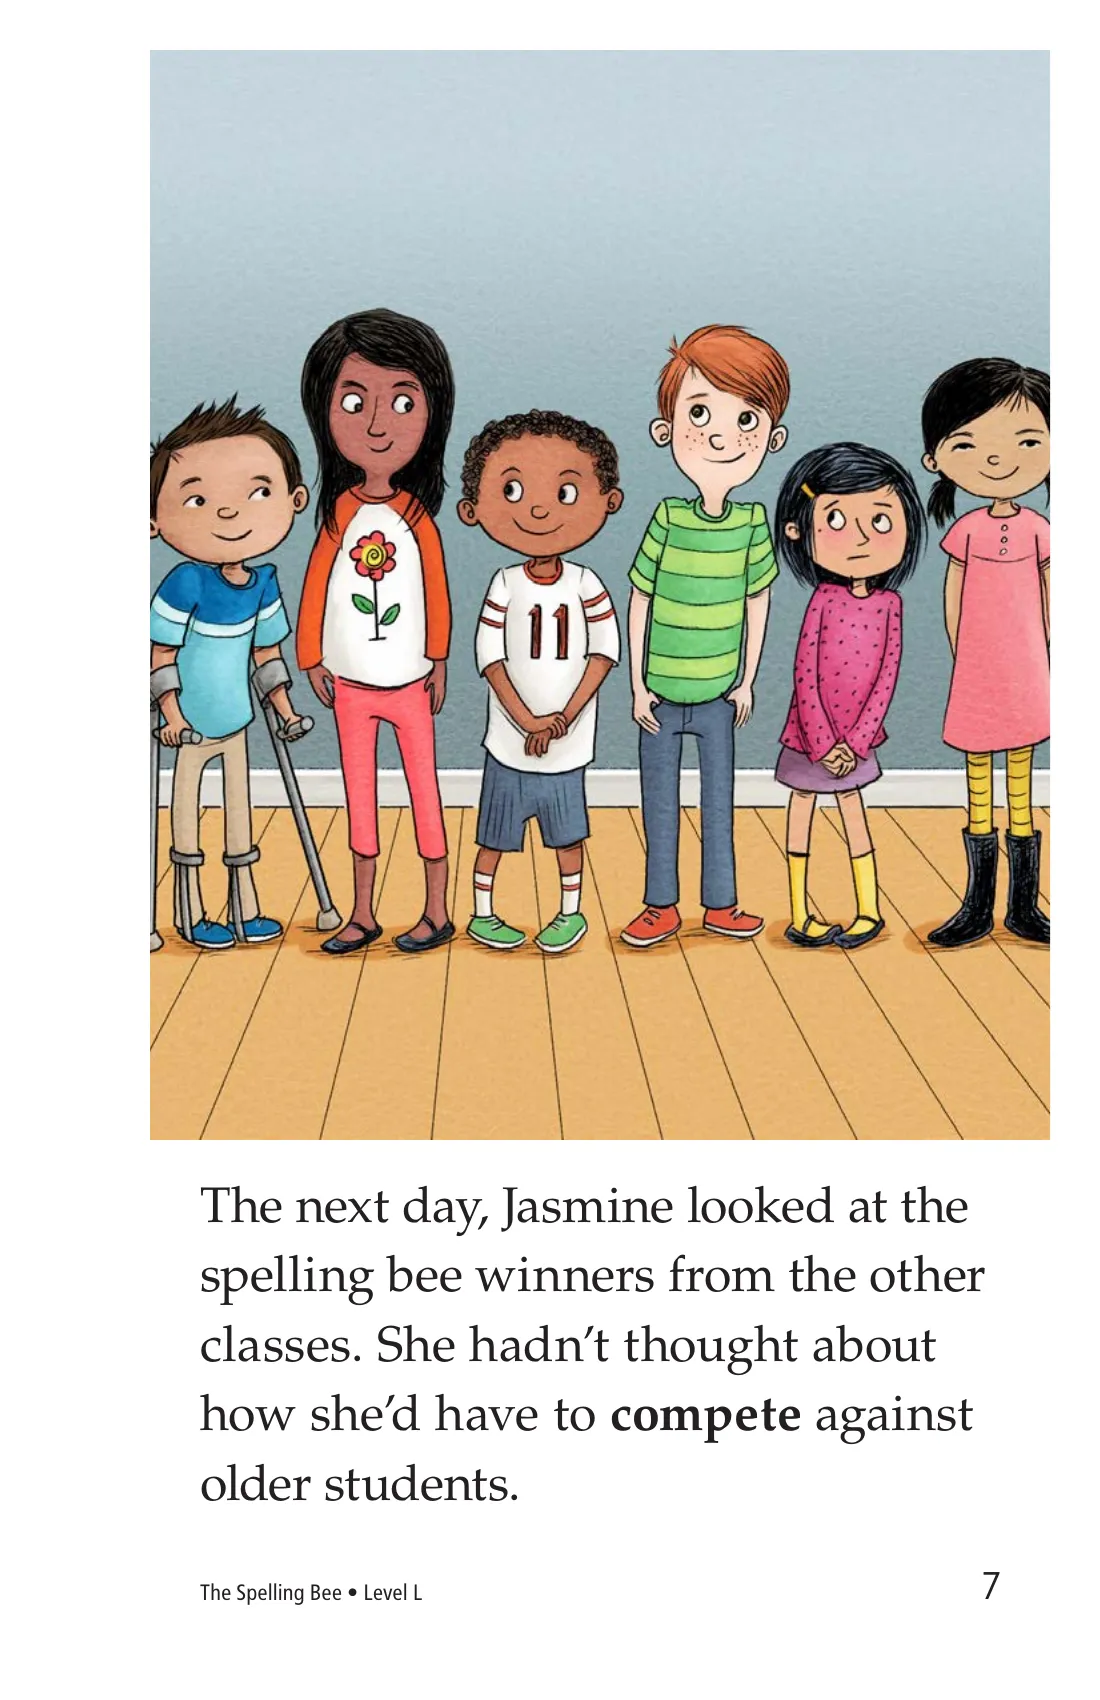 11
The next day, Jasmine looked at the
spelling bee winners from the other
classes. She hadn’t thought about
how she’d have to compete against
older students.
The Spelling Bee • Level L
7